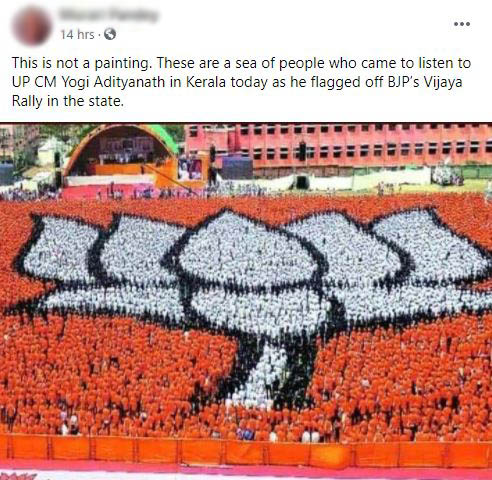 14 hrs ·
This is not a painting. These are a sea of people who came to listen to
UP CM Yogi Adityanath in Kerala today as he flagged off BJP's Vijaya
Rally in the state.